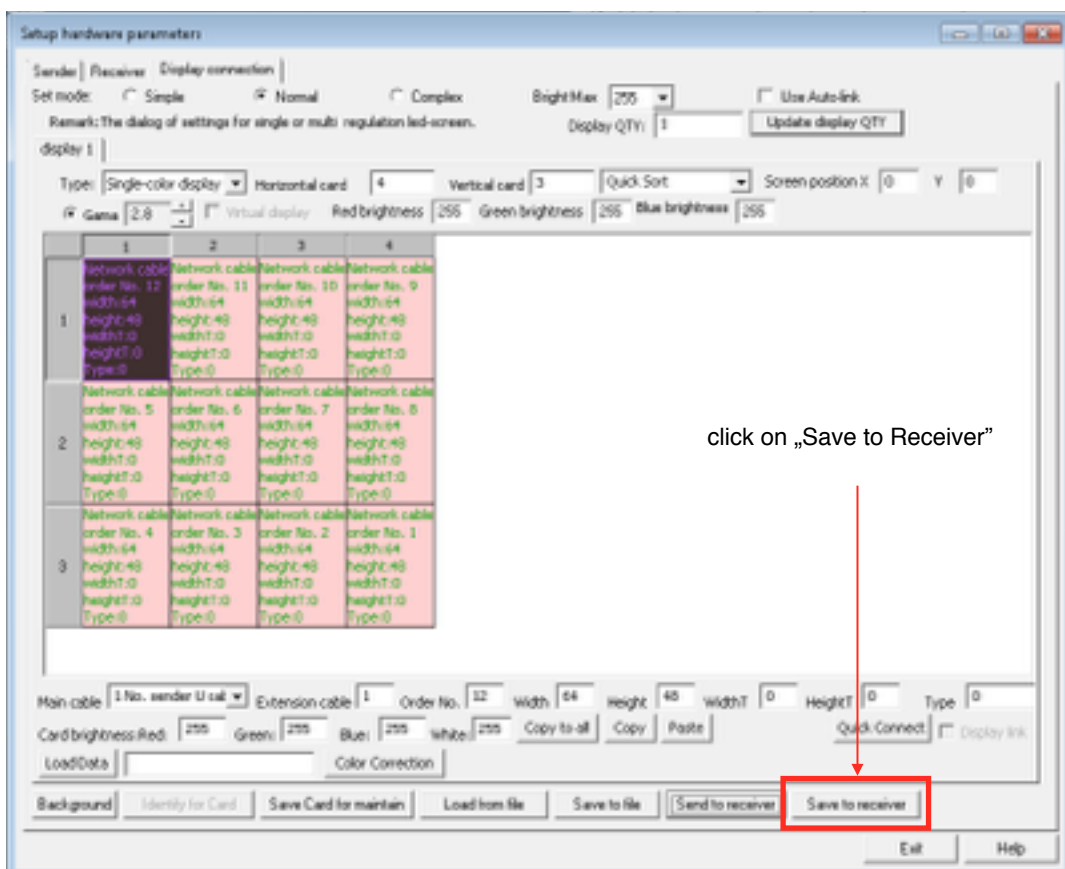 Setup hardware parameters
Sender Receiver Display connection
Set mode: Simple Normal Complex Bright Max 255 Use Auto-link
Remark: The dialog of settings for single or multi regulation led-screen. Display QTY: 1 Update display QTY
display 1
Type: Single-color display Horizontal card 4 Vertical card 3 Quick Sort Screen position X 0 Y 0
Gama 2.8 Virtual display Red brightness 255 Green brightness 255 Blue brightness 255
1 2 3 4
Network cable Network cable Network cable Network cable
order No. 12 order No. 11 order No. 10 order No. 9
width:64 width:64 width:64 width:64
1 height:48 height:48 height:48 height:48
widthT:0 widthT:0 widthT:0 widthT:0
heightT:0 heightT:0 heightT:0 heightT:0
Type:0 Type:0 Type:0 Type:0
Network cable Network cable Network cable Network cable
order No. 5 order No. 6 order No. 7 order No. 8
width:64 width:64 width:64 width:64
2 height:48 height:48 height:48 height:48
widthT:0 widthT:0 widthT:0 widthT:0
heightT:0 heightT:0 heightT:0 heightT:0
Type:0 Type:0 Type:0 Type:0
click on „Save to Receiver”
Network cable Network cable Network cable Network cable
order No. 4 order No. 3 order No. 2 order No. 1
width:64 width:64 width:64 width:64
3 height:48 height:48 height:48 height:48
widthT:0 widthT:0 widthT:0 widthT:0
heightT:0 heightT:0 heightT:0 heightT:0
Type:0 Type:0 Type:0 Type:0
Main cable 1 No. sender U Extension cable 1 Order No. 12 Width 64 Height 48 WidthT 0 HeightT 0 Type 0
Card brightness:Red: 255 Green: 255 Blue: 255 White: 255 Copy to all Copy Paste Quick Connect Display link
LoadData Color Correction
Background Identify for Card Save Card for maintain Load from file Save to file Send to receiver Save to receiver
Exit Help